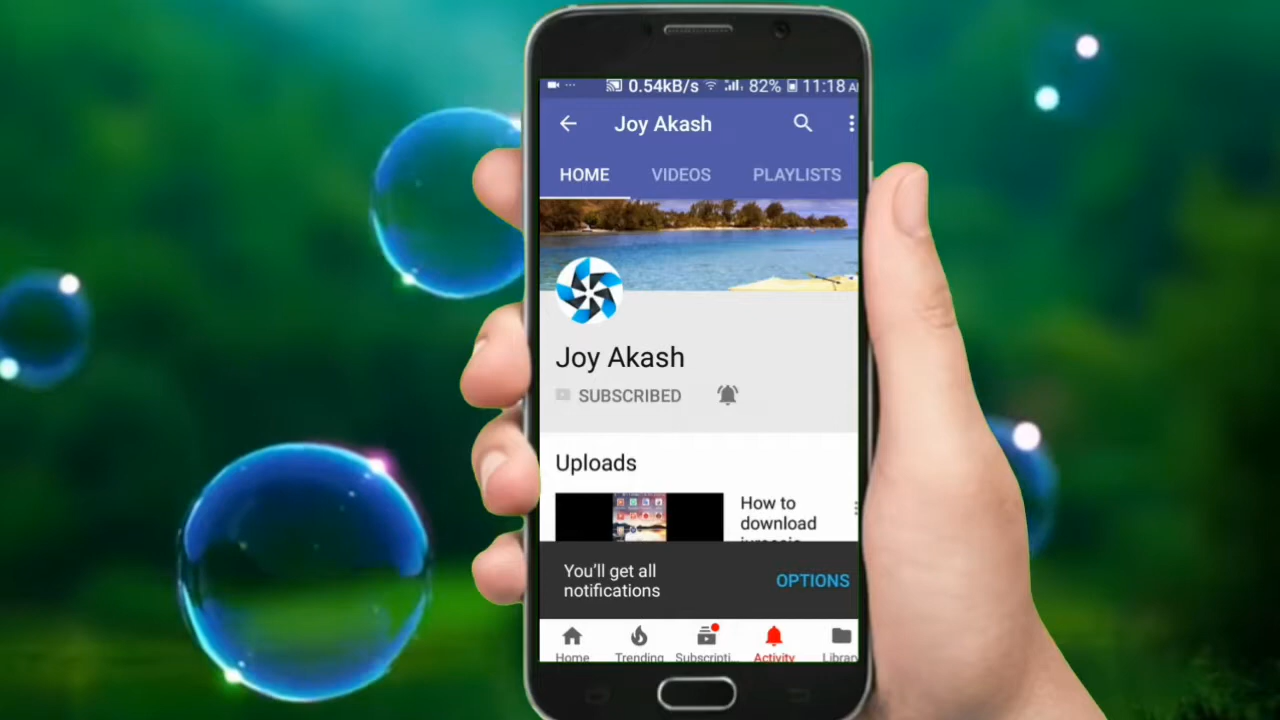 0.54kB/s 82% 11:18 A
Joy Akash
HOME VIDEOS PLAYLISTS
Joy Akash
SUBSCRIBED
Uploads
How to
download
You'll get all
notifications
OPTIONS
Home Trending Subscripti... Activity Librar